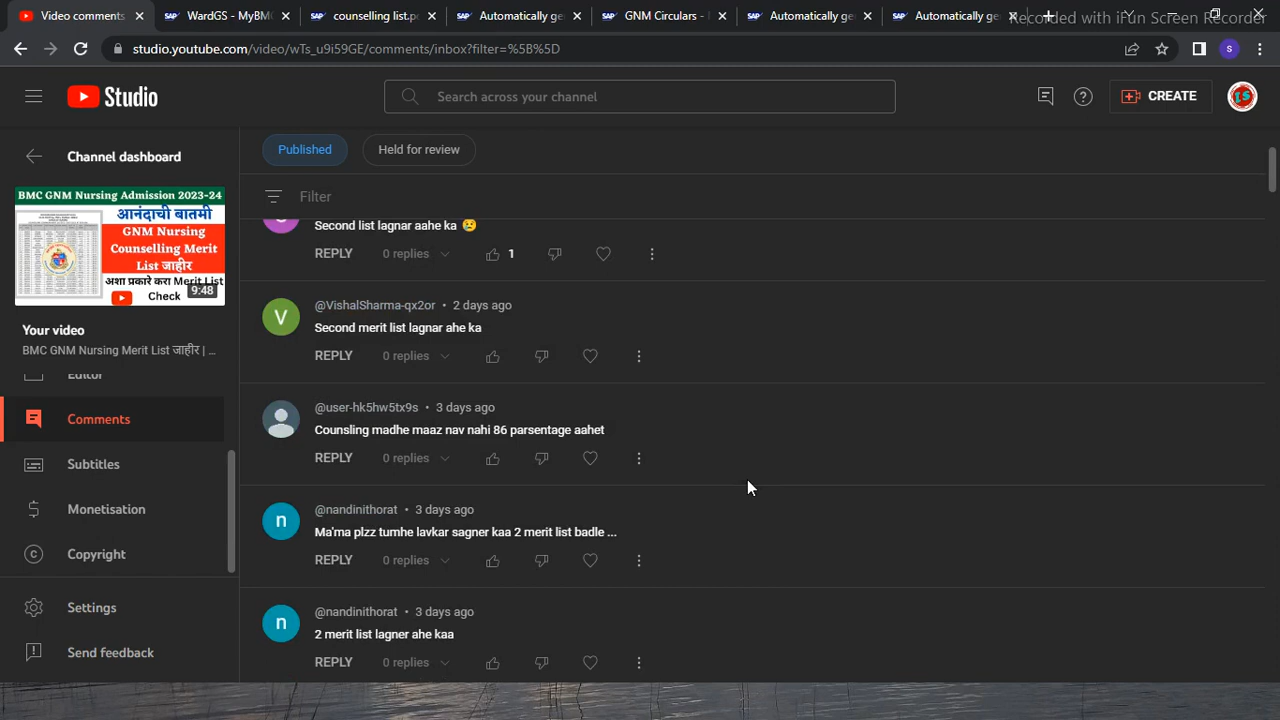 Video comments
WardGS - MyBMC
counselling list.pc
Automatically ge
GNM Circulars -
Automatically ge
Automatically ge
Recorded with iFun Screen Recorder
studio.youtube.com/video/wTs_u9i59GE/comments/inbox?filter=%5B%5D
S
Studio
Search across your channel
CREATE
IS
Channel dashboard
BMC GNM Nursing Admission 2023-24
आनंदाची बातमी
GNM Nursing
Counselling Merit
List जाहीर
अशा प्रकारे करा Merit List
Check
9:48
Your video
BMC GNM Nursing Merit List जाहीर | ...
Editor
Comments
Subtitles
Monetisation
Copyright
Settings
Send feedback
Published
Held for review
Filter
Second list lagnar aahe ka 😢
REPLY 0 replies 1
V
@VishalSharma-qx2or • 2 days ago
Second merit list lagnar ahe ka
REPLY 0 replies
@user-hk5hw5tx9s • 3 days ago
Counsling madhe maaz nav nahi 86 parsentage aahet
REPLY 0 replies
n
@nandinithorat • 3 days ago
Ma'ma plzz tumhe lavkar sagner kaa 2 merit list badle ...
REPLY 0 replies
n
@nandinithorat • 3 days ago
2 merit list lagner ahe kaa
REPLY 0 replies